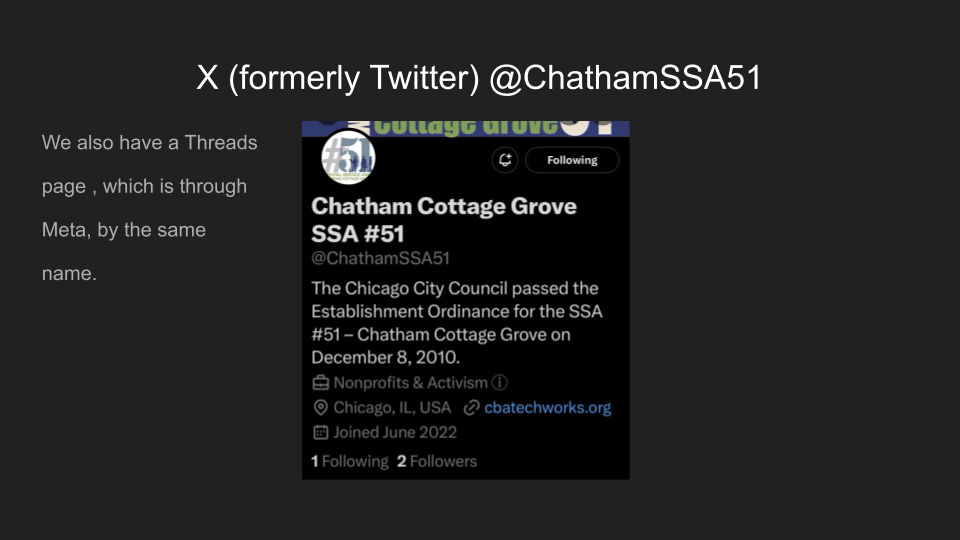 X (formerly Twitter) @ChathamSSA51
We also have a Threads
page , which is through
Meta, by the same
name.
Cottage Grove 51
#51
Following
Chatham Cottage Grove
SSA #51
@ChathamSSA51
The Chicago City Council passed the
Establishment Ordinance for the SSA
#51 – Chatham Cottage Grove on
December 8, 2010.
Nonprofits & Activism
Chicago, IL, USA cbatechworks.org
Joined June 2022
1 Following 2 Followers